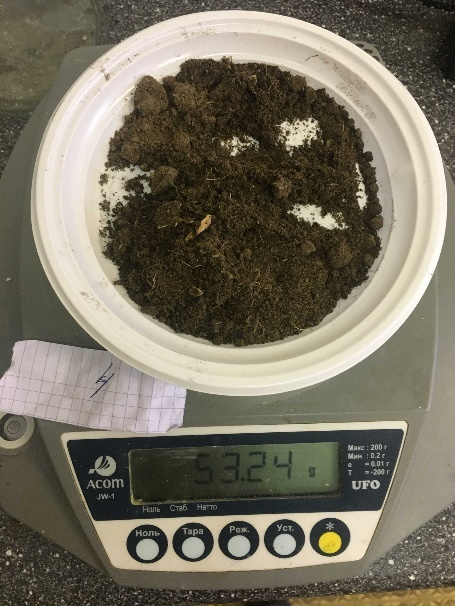 53.24 g
ACOM
JW-1
Ноль Стаб. Нетто
Макс : 200 г
Мин : 0.2 г
e = 0.01 г
T = -200 г
UFO
Ноль Тара Реж. Уст. *